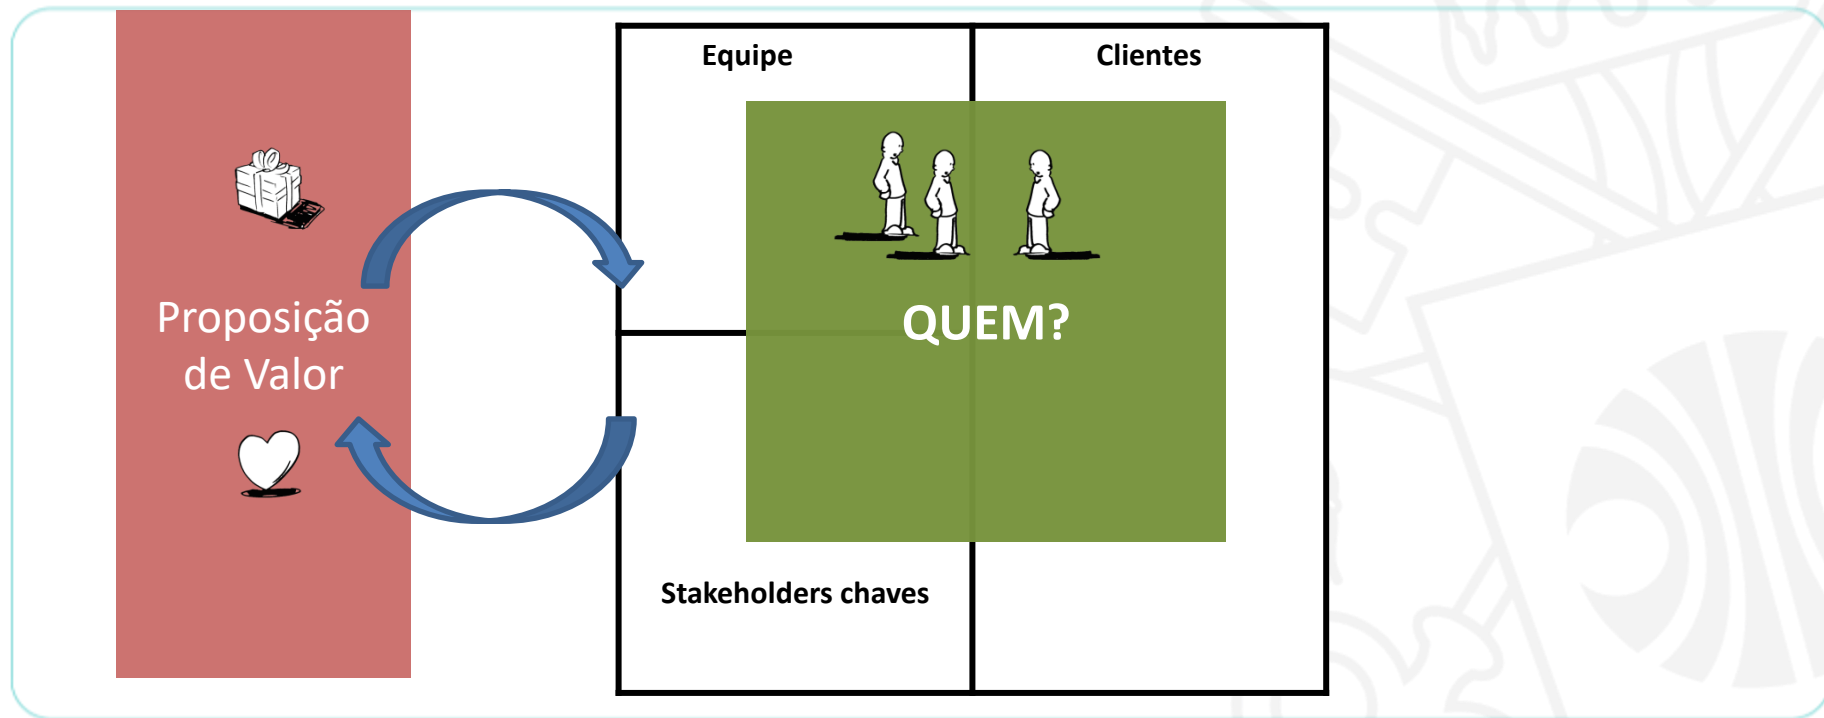 Proposição
de Valor
Equipe
Clientes
QUEM?
Stakeholders chaves